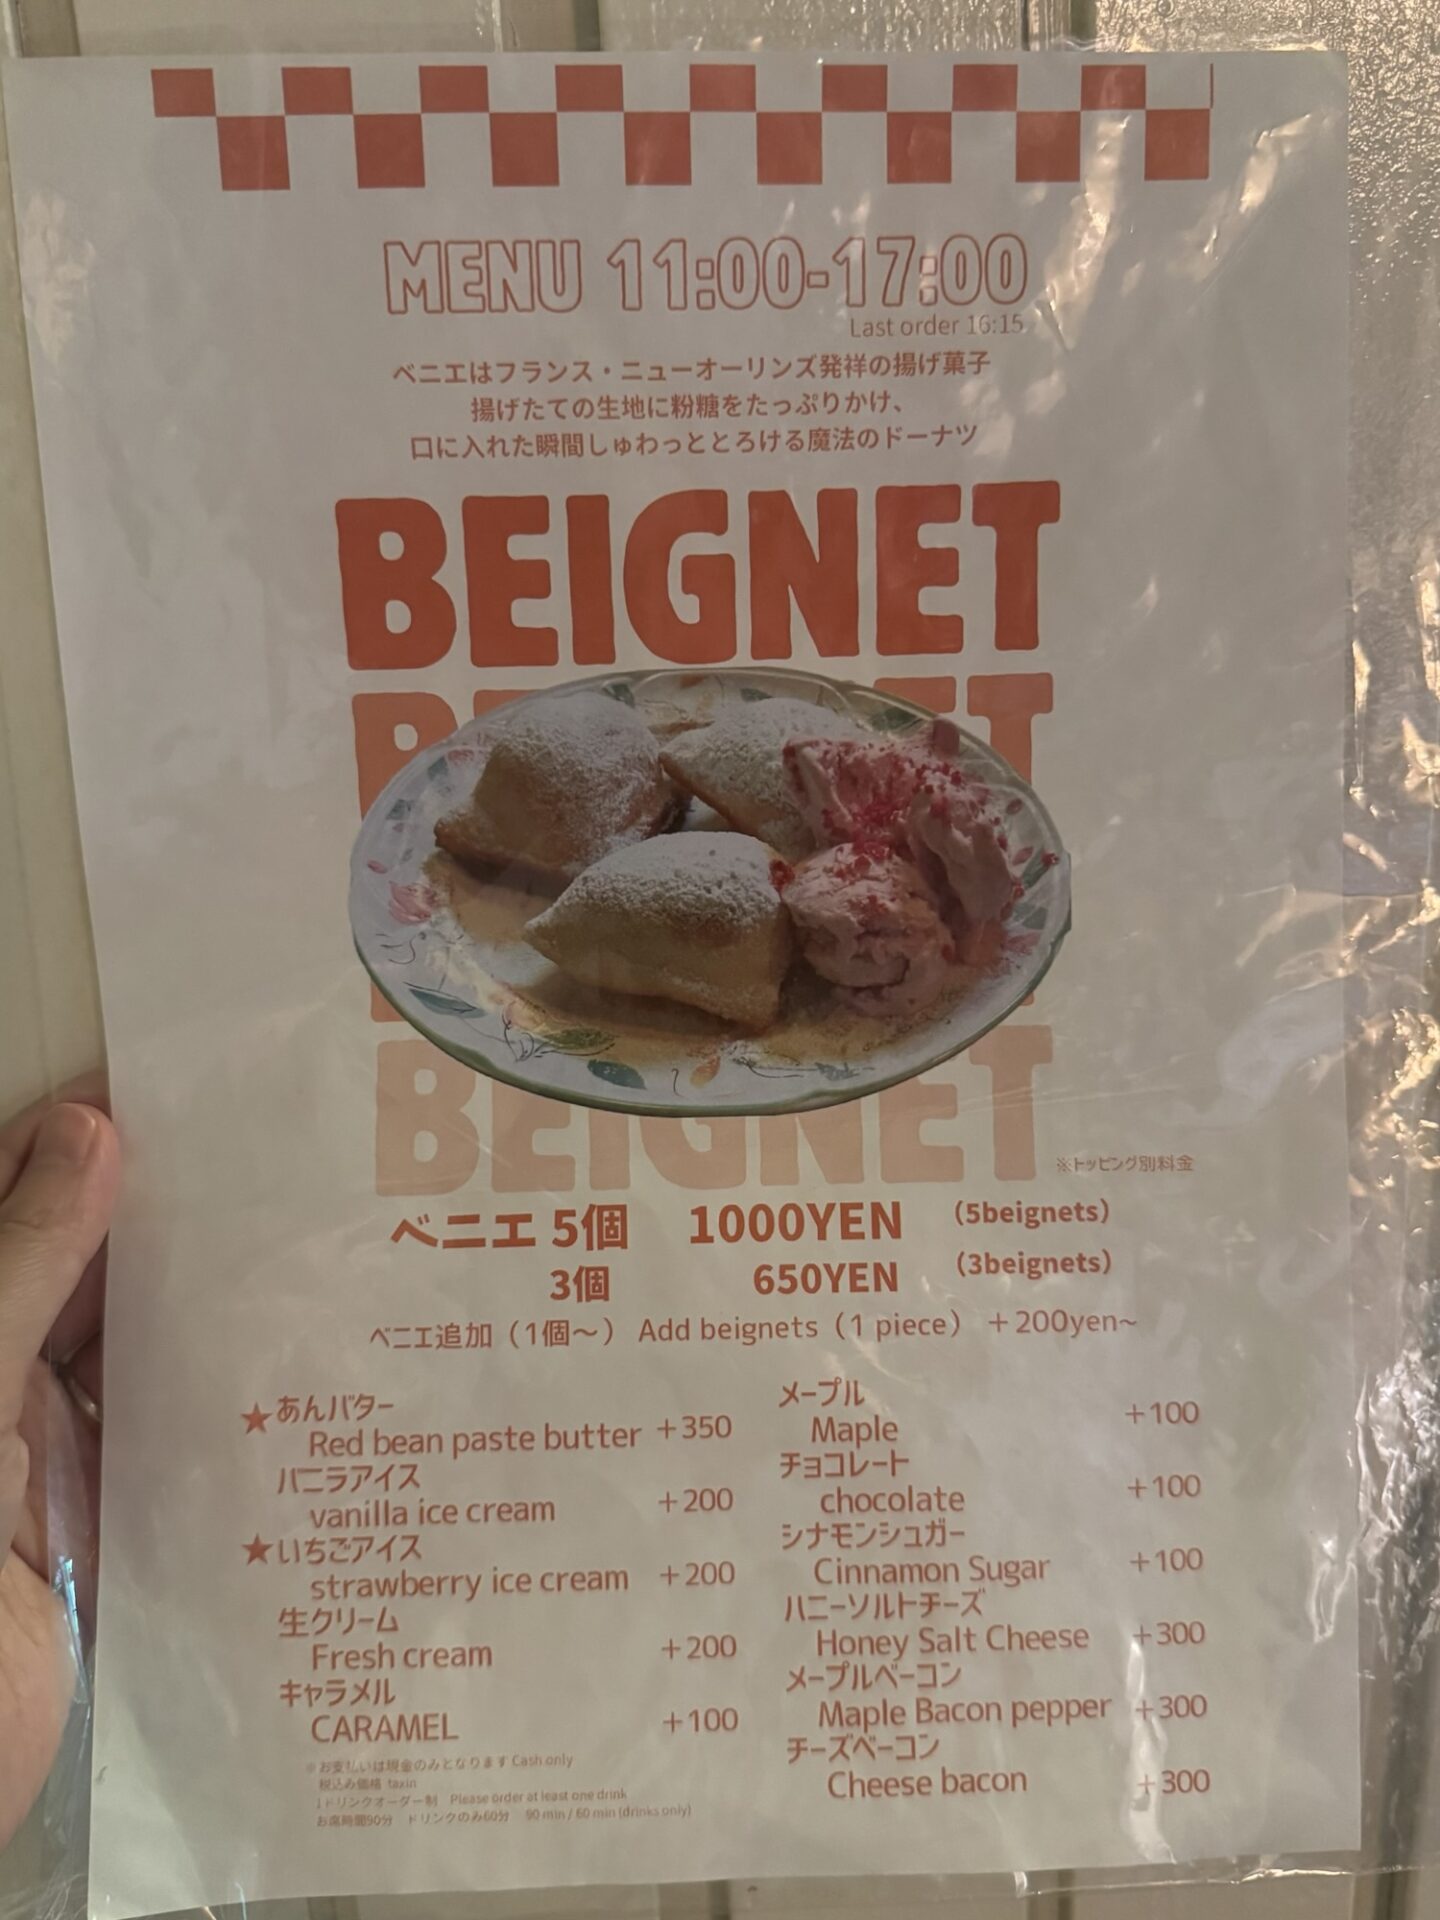 MENU 11:00-17:00
Last order 16:15
ベニエはフランス・ニューオーリンズ発祥の揚げ菓子
揚げたての生地に粉糖をたっぷりかけ、
口に入れた瞬間しゅわっととろける魔法のドーナツ
BEIGNET
BEIGNET
※トッピング別料金
ベニエ 5個 1000YEN （5beignets）
3個 650YEN （3beignets）
ベニエ追加（1個～） Add beignets（1 piece） ＋200yen~
★あんバター
Red bean paste butter ＋350
バニラアイス
vanilla ice cream ＋200
★いちごアイス
strawberry ice cream ＋200
生クリーム
Fresh cream ＋200
キャラメル
CARAMEL ＋100
メープル
Maple ＋100
チョコレート
chocolate ＋100
シナモンシュガー
Cinnamon Sugar ＋100
ハニーソルトチーズ
Honey Salt Cheese ＋300
メープルベーコン
Maple Bacon pepper ＋300
チーズベーコン
Cheese bacon ＋300
※お支払いは現金のみとなります Cash only
税込み価格 taxin
1ドリンクオーダー制 Please order at least one drink
お席時間90分 ドリンクのみ60分 90 min / 60 min (drinks only)